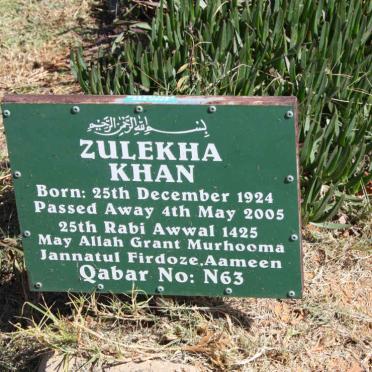 بسم الله الرحمن الرحيم
ZULEKHA
KHAN
Born: 25th December 1924
Passed Away 4th May 2005
25th Rabi Awwal 1425
May Allah Grant Murhooma
Jannatul Firdoze,Aameen
Qabar No: N63